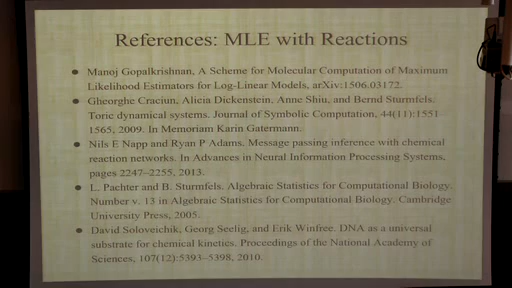 References: MLE with Reactions
Manoj Gopalkrishnan, A Scheme for Molecular Computation of Maximum
Likelihood Estimators for Log-Linear Models, arXiv:1506.03172.
Gheorghe Craciun, Alicia Dickenstein, Anne Shiu, and Bernd Sturmfels.
Toric dynamical systems. Journal of Symbolic Computation, 44(11):1551–
1565, 2009. In Memoriam Karin Gatermann.
Nils E Napp and Ryan P Adams. Message passing inference with chemical
reaction networks. In Advances in Neural Information Processing Systems,
pages 2247–2255, 2013.
L. Pachter and B. Sturmfels. Algebraic Statistics for Computational Biology.
Number v. 13 in Algebraic Statistics for Computational Biology. Cambridge
University Press, 2005.
David Soloveichik, Georg Seelig, and Erik Winfree. DNA as a universal
substrate for chemical kinetics. Proceedings of the National Academy of
Sciences, 107(12):5393–5398, 2010.